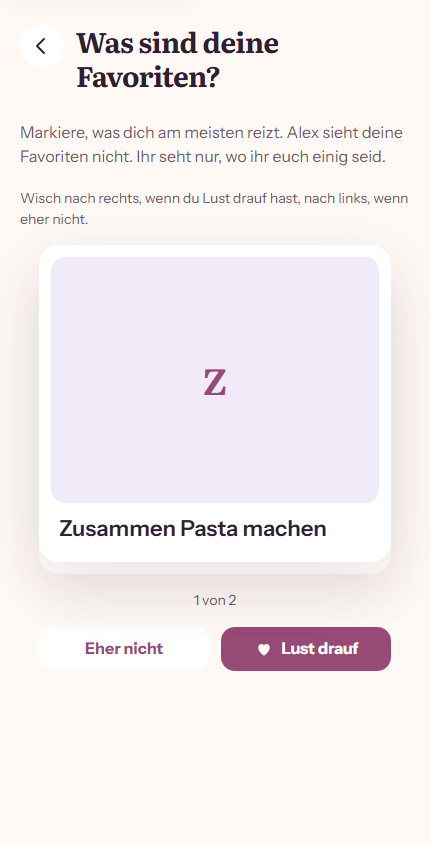 Was sind deine
Favoriten?
Markiere, was dich am meisten reizt. Alex sieht deine
Favoriten nicht. Ihr seht nur, wo ihr euch einig seid.
Wisch nach rechts, wenn du Lust drauf hast, nach links, wenn
eher nicht.
Z
Zusammen Pasta machen
1 von 2
Eher nicht
Lust drauf